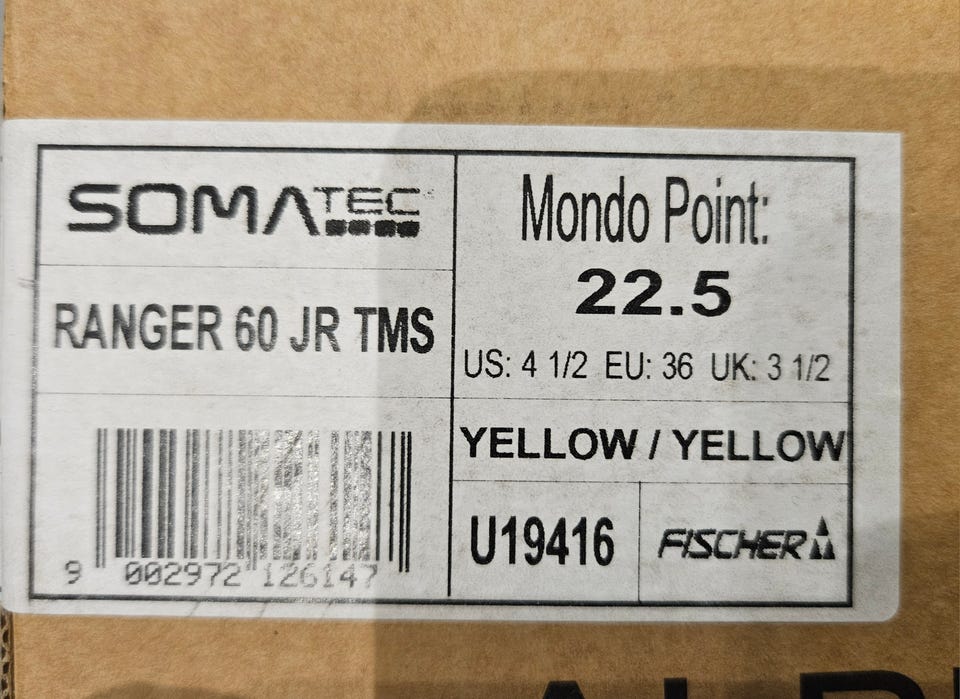 SOMATEC
RANGER 60 JR TMS
9 002972 126147
Mondo Point:
22.5
US: 4 1/2 EU: 36 UK: 3 1/2
YELLOW / YELLOW
U19416
FISCHER